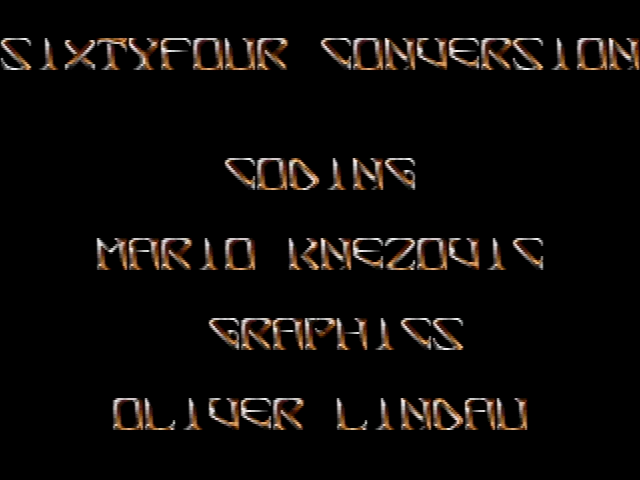 SIXTYFOUR CONVERSION
CODING
MARIO KNEZOVIC
GRAPHICS
OLIVER LINDAU